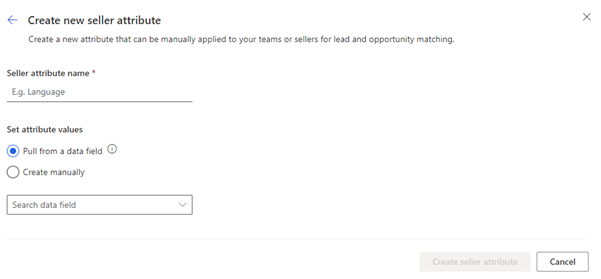 Create new seller attribute
Create a new attribute that can be manually applied to your teams or sellers for lead and opportunity matching.
Seller attribute name *
E.g. Language
Set attribute values
Pull from a data field
Create manually
Search data field
Create seller attribute
Cancel